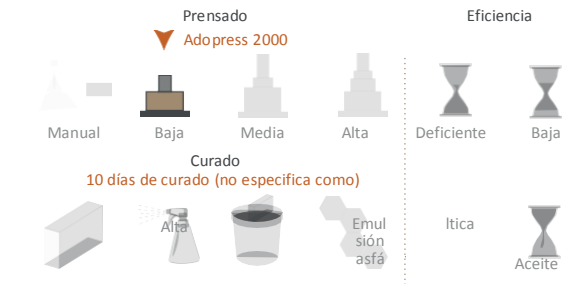 Prensado
Eficiencia
Adopress 2000
Manual
Baja
Media
Alta
Deficiente
Baja
Curado
10 días de curado (no especifica como)
Alta
Emul
sión
asfá
ltica
Aceite